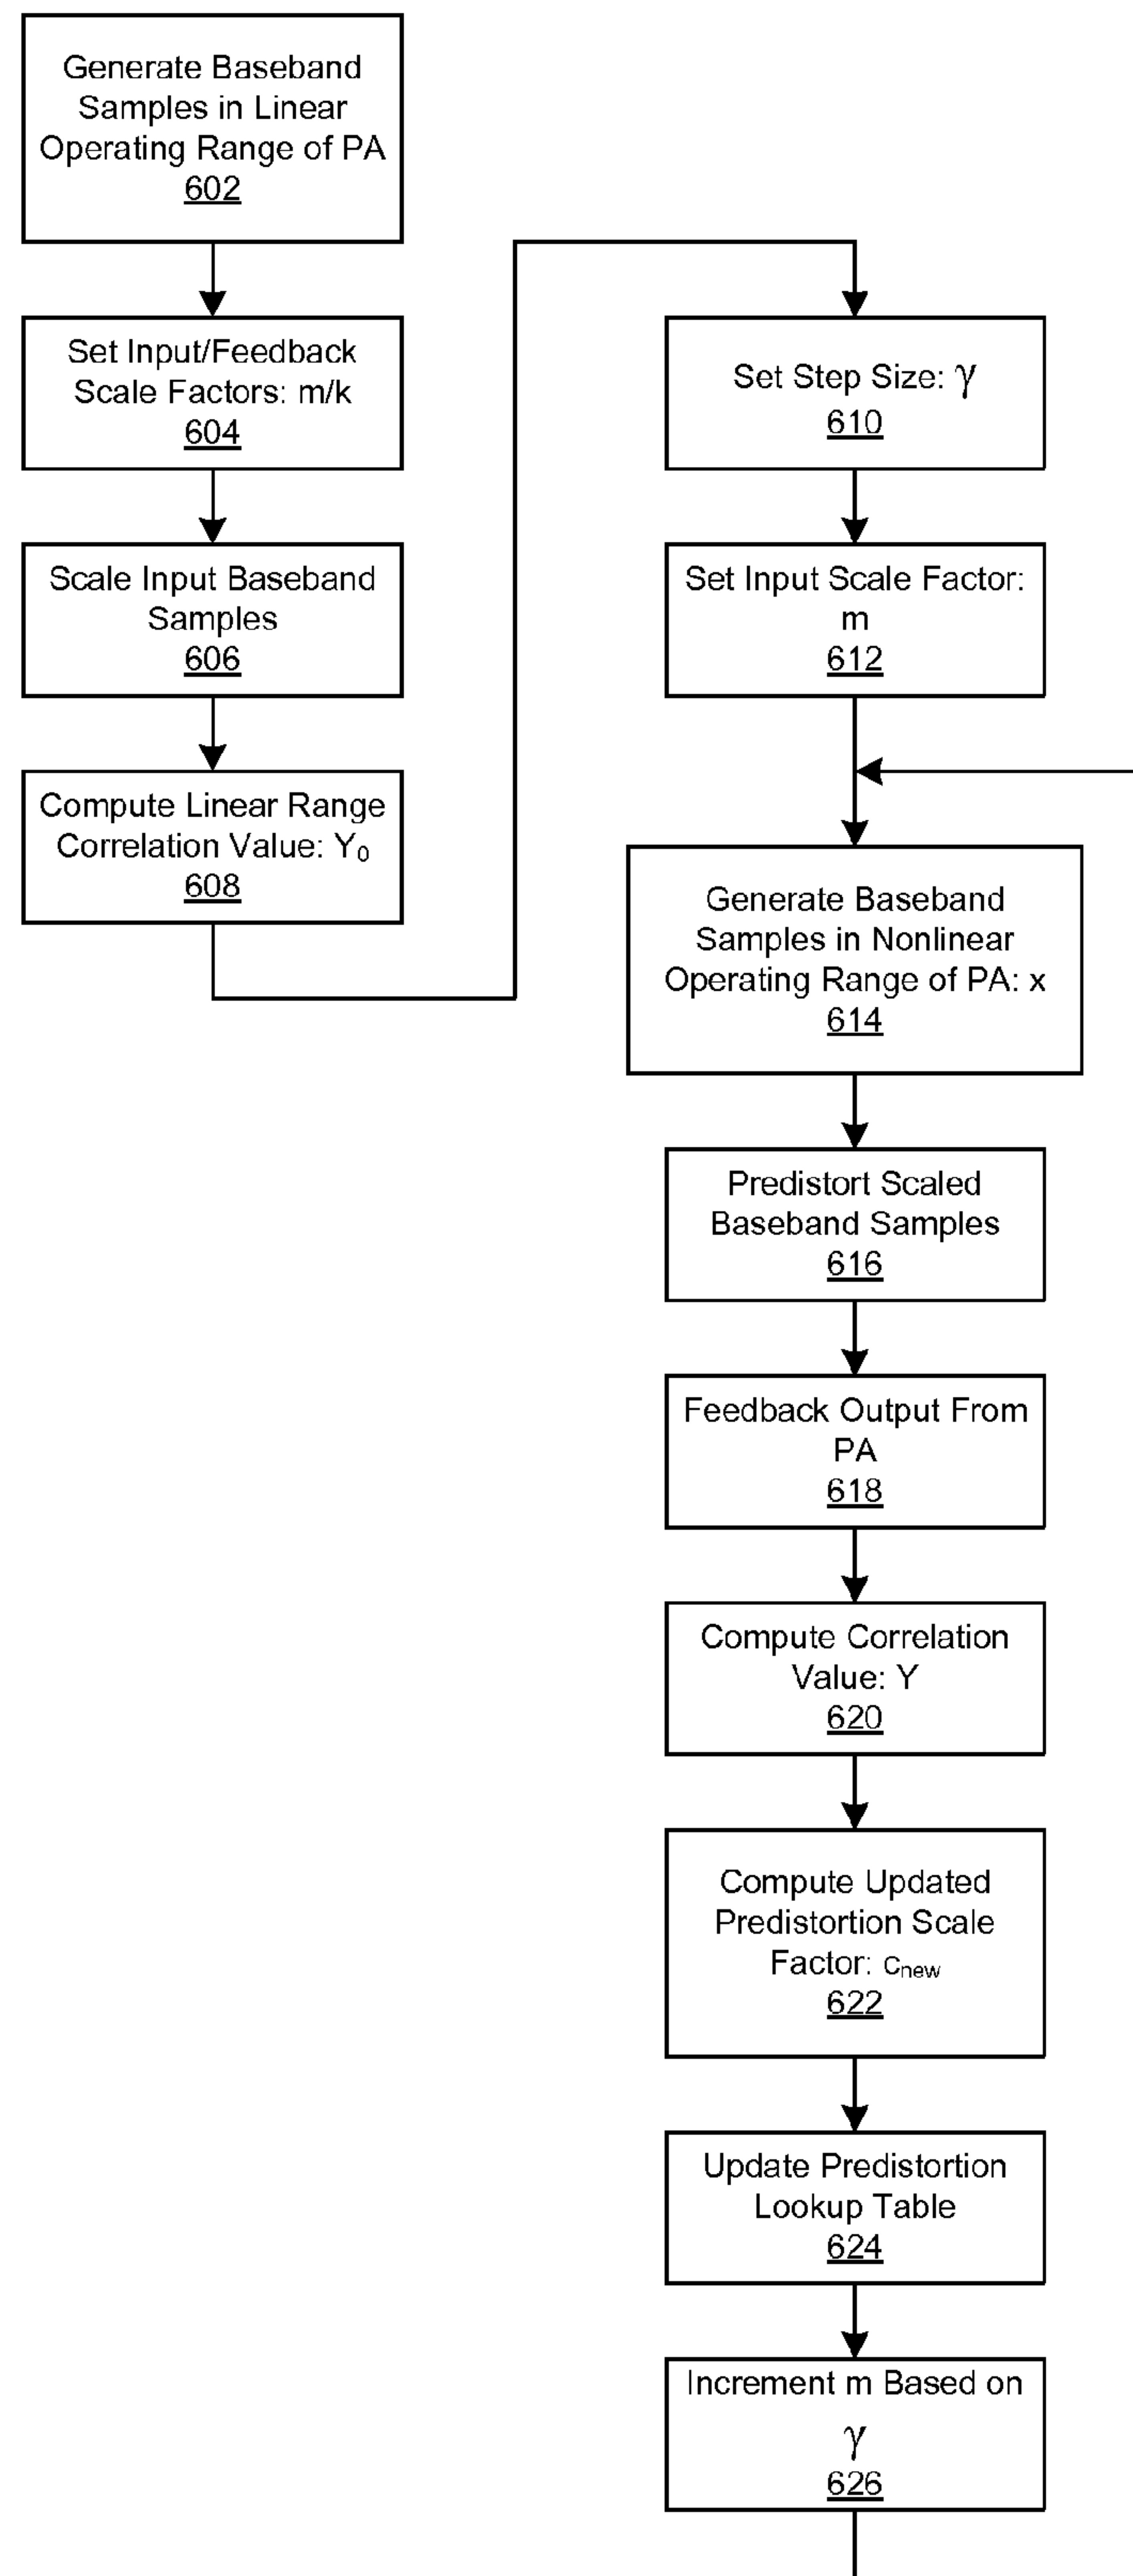 Generate Baseband
Samples in Linear
Operating Range of PA
602
Set Input/Feedback
Scale Factors: m/k
604
Scale Input Baseband
Samples
606
Compute Linear Range
Correlation Value: Y₀
608
Set Step Size: γ
610
Set Input Scale Factor:
m
612
Generate Baseband
Samples in Nonlinear
Operating Range of PA: x
614
Predistort Scaled
Baseband Samples
616
Feedback Output From
PA
618
Compute Correlation
Value: Y
620
Compute Updated
Predistortion Scale
Factor: cnew
622
Update Predistortion
Lookup Table
624
Increment m Based on
γ
626